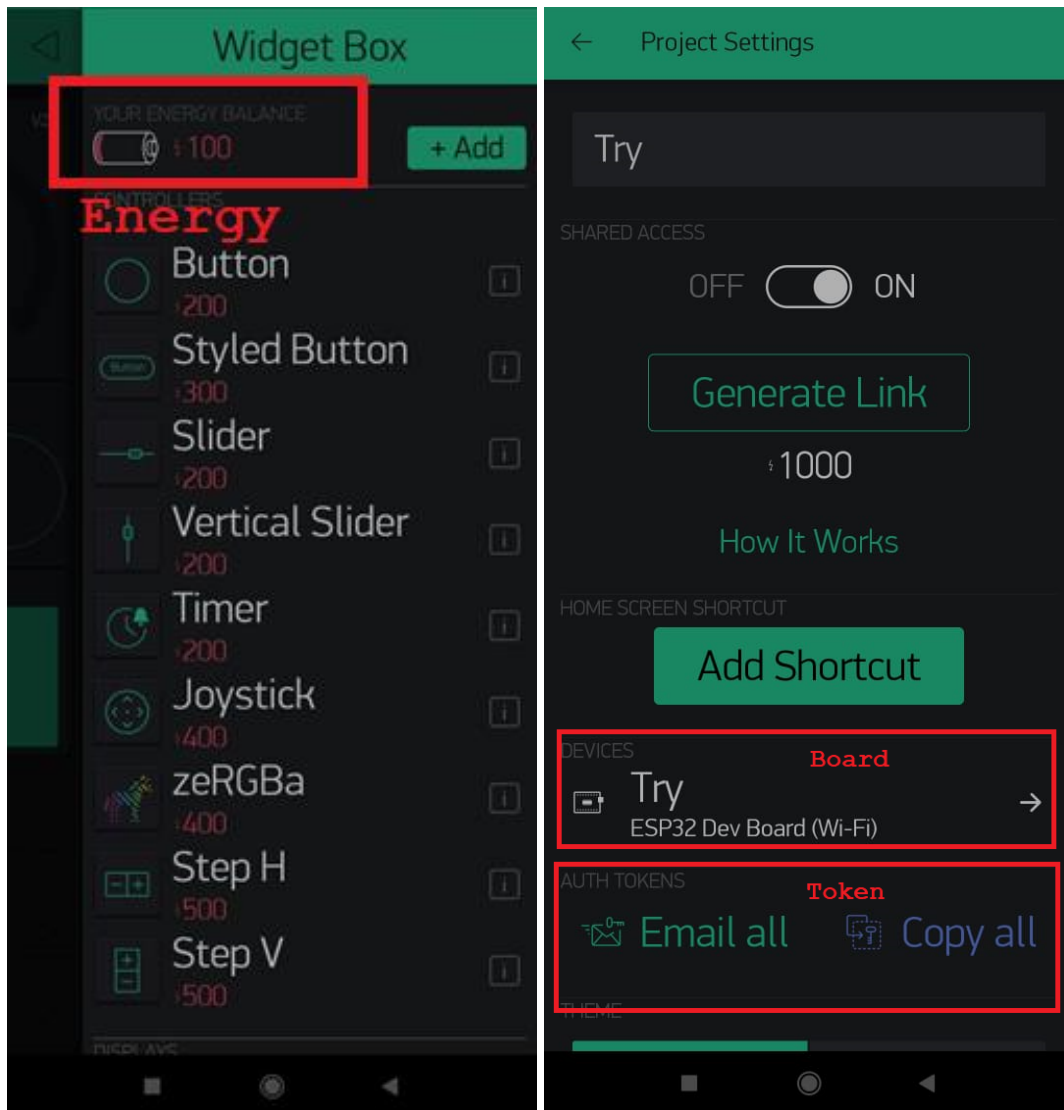 Widget Box
YOUR ENERGY BALANCE
100
+ Add
CONTROLLERS
Energy
Button
200
Styled Button
Button
300
Slider
200
Vertical Slider
200
Timer
200
Joystick
400
zeRGBa
400
Step H
500
Step V
500
DISPLAYS
Project Settings
Try
SHARED ACCESS
OFF ON
Generate Link
1000
How It Works
HOME SCREEN SHORTCUT
Add Shortcut
DEVICES
Board
Try
ESP32 Dev Board (Wi-Fi)
AUTH TOKENS
Token
Email all Copy all
THEME